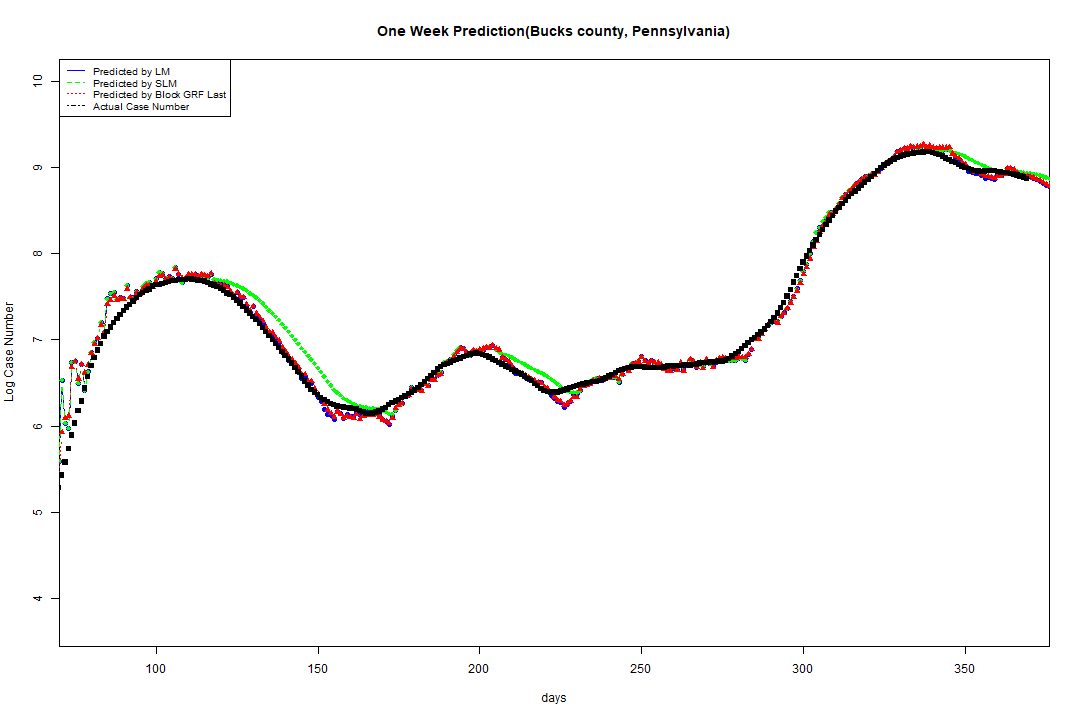 One Week Prediction(Bucks county, Pennsylvania)
Predicted by LM
Predicted by SLM
Predicted by Block GRF Last
Actual Case Number
Log Case Number
10
9
8
7
6
5
4
100 150 200 250 300 350
days